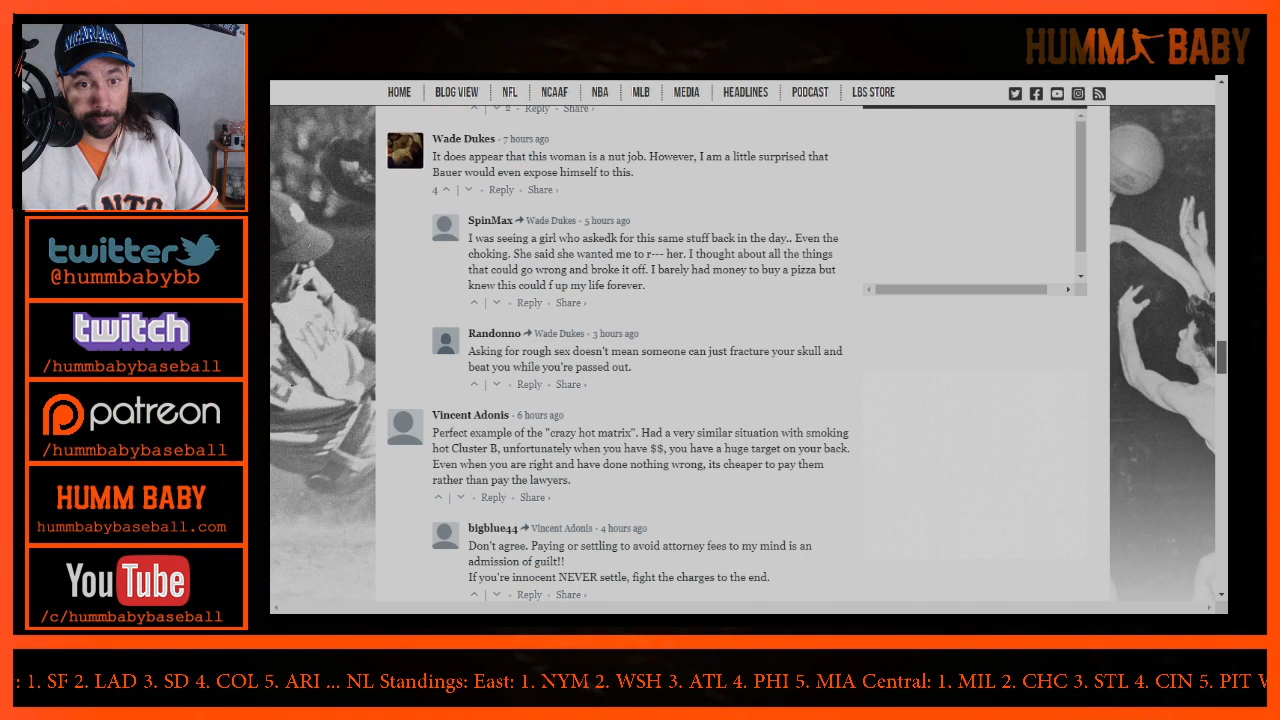 NICARAGUA
HUMM BABY
HOME BLOG VIEW NFL NCAAF NBA MLB MEDIA HEADLINES PODCAST LBS STORE
2 • Reply • Share ›
Wade Dukes • 7 hours ago
It does appear that this woman is a nut job. However, I am a little surprised that
Bauer would even expose himself to this.
4 | • Reply • Share ›
SpinMax Wade Dukes • 5 hours ago
I was seeing a girl who askedk for this same stuff back in the day.. Even the
choking. She said she wanted me to r--- her. I thought about all the things
that could go wrong and broke it off. I barely had money to buy a pizza but
knew this could f up my life forever.
| • Reply • Share ›
Randonno Wade Dukes • 3 hours ago
Asking for rough sex doesn't mean someone can just fracture your skull and
beat you while you're passed out.
| • Reply • Share ›
Vincent Adonis • 6 hours ago
Perfect example of the "crazy hot matrix". Had a very similar situation with smoking
hot Cluster B, unfortunately when you have $$, you have a huge target on your back.
Even when you are right and have done nothing wrong, its cheaper to pay them
rather than pay the lawyers.
| • Reply • Share ›
bigblue44 Vincent Adonis • 4 hours ago
Don't agree. Paying or settling to avoid attorney fees to my mind is an
admission of guilt!!
If you're innocent NEVER settle, fight the charges to the end.
| • Reply • Share ›
twitter
@hummbabybb
twitch
/hummbabybaseball
patreon
/hummbabybaseball
HUMM BABY
hummbabybaseball.com
YouTube
/c/hummbabybaseball
: 1. SF 2. LAD 3. SD 4. COL 5. ARI ... NL Standings: East: 1. NYM 2. WSH 3. ATL 4. PHI 5. MIA Central: 1. MIL 2. CHC 3. STL 4. CIN 5. PIT